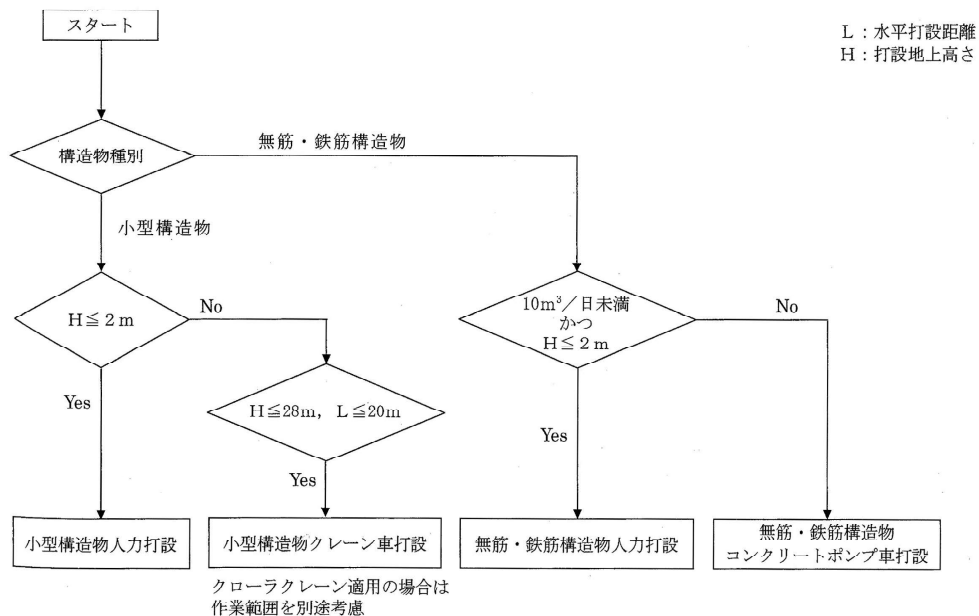 スタート
L：水平打設距離
H：打設地上高さ
構造物種別
無筋・鉄筋構造物
小型構造物
H≦2m
No
10m³／日未満
かつ
H≦2m
No
Yes
H≦28m，L≦20m
Yes
Yes
小型構造物人力打設
小型構造物クレーン車打設
無筋・鉄筋構造物人力打設
無筋・鉄筋構造物
コンクリートポンプ車打設
クローラクレーン適用の場合は
作業範囲を別途考慮